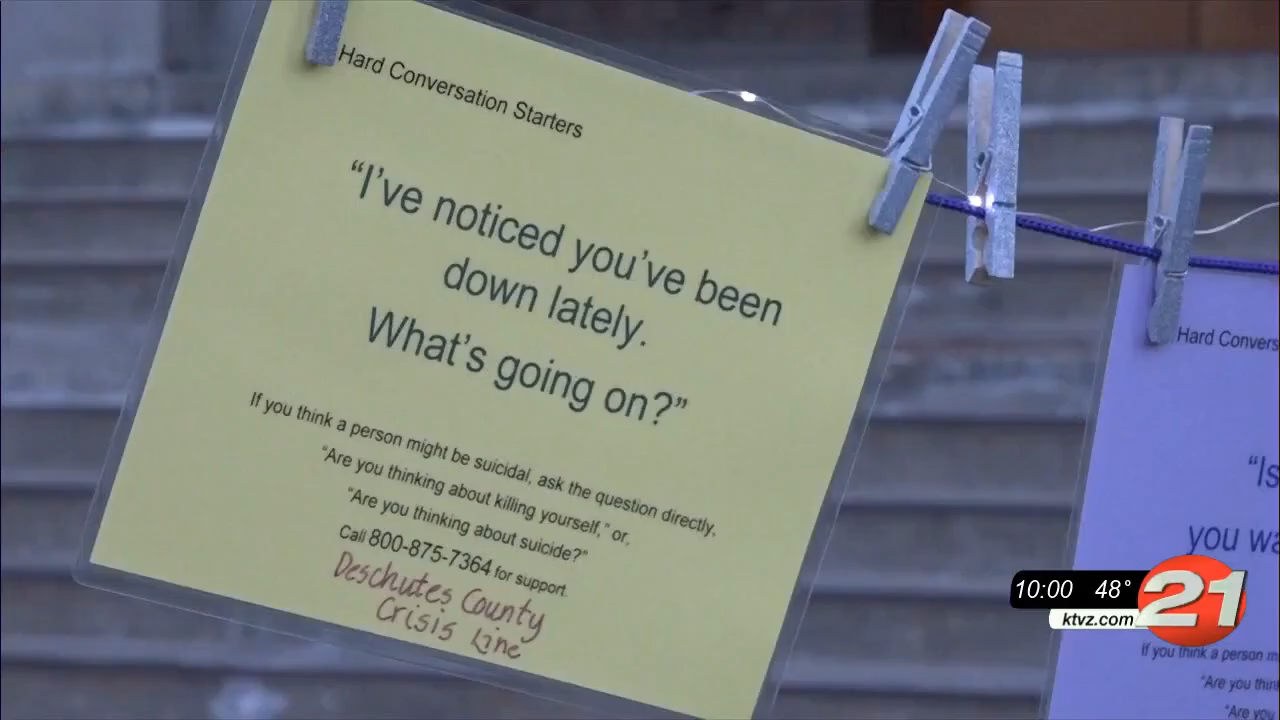 Hard Conversation Starters
“I’ve noticed you’ve been
down lately.
What’s going on?”
If you think a person might be suicidal, ask the question directly,
“Are you thinking about killing yourself,” or,
“Are you thinking about suicide?”
Call 800-875-7364 for support.
Deschutes County
Crisis Line
Hard Convers
“Is
you wa
If you think a person m
“Are you thin
“Are you
10:00 48°
21
ktvz.com